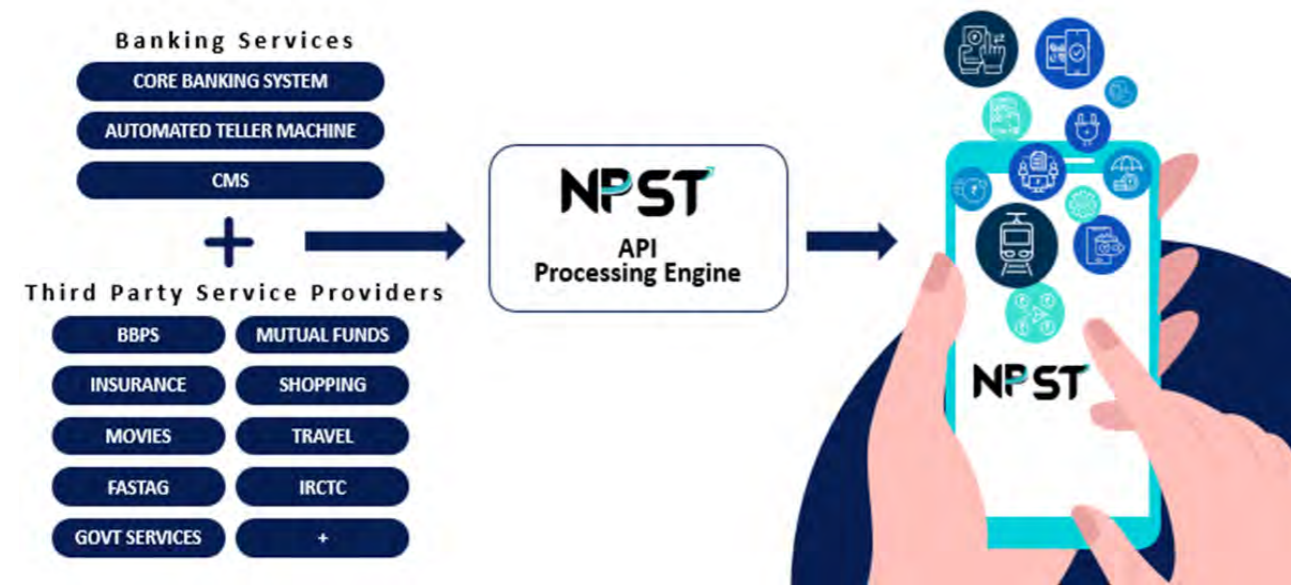 Banking Services
CORE BANKING SYSTEM
AUTOMATED TELLER MACHINE
CMS
+
Third Party Service Providers
BBPS
MUTUAL FUNDS
INSURANCE
SHOPPING
MOVIES
TRAVEL
FASTAG
IRCTC
GOVT SERVICES
+
NPST
API
Processing Engine
NPST